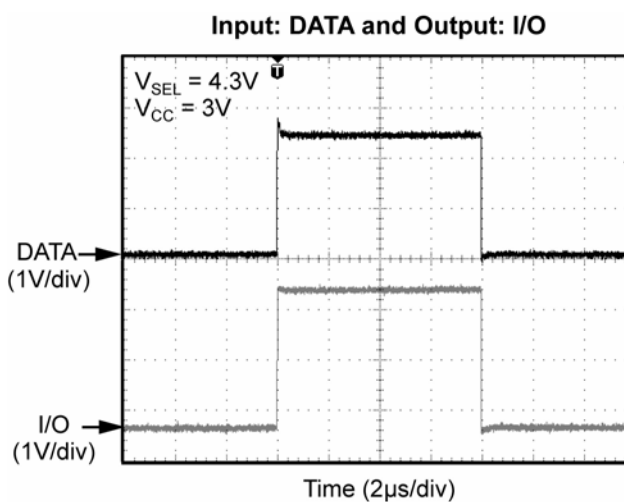 Input: DATA and Output: I/O
T
VSEL = 4.3V
VCC = 3V
DATA
(1V/div)
I/O
(1V/div)
Time (2μs/div)